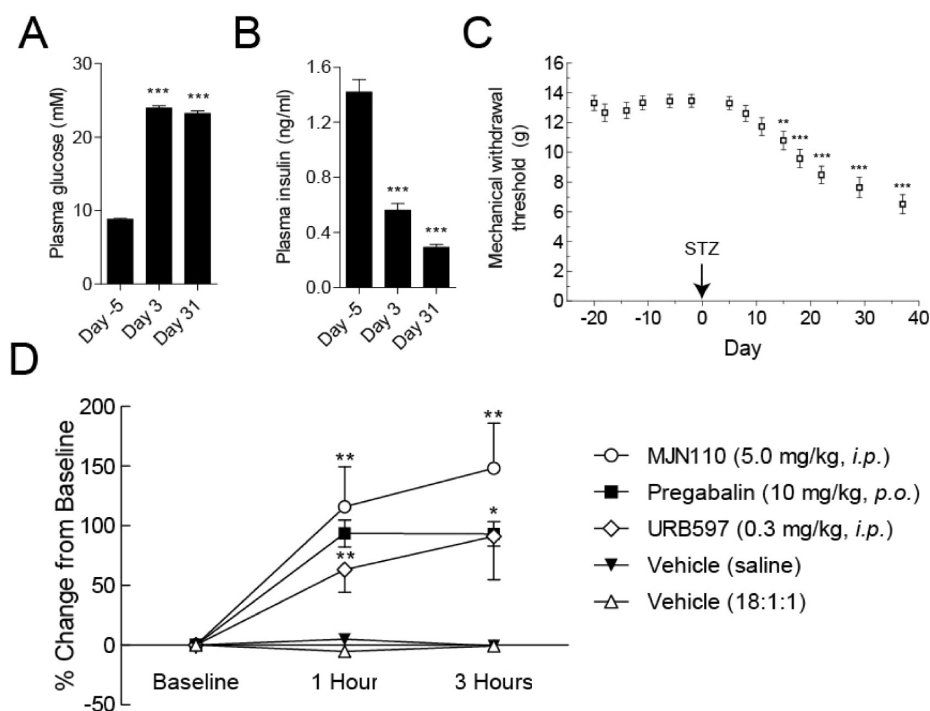 A
Plasma glucose (mM)
30
20
10
0
***
***
Day -5
Day 3
Day 31
B
Plasma insulin (ng/ml)
1.6
1.2
0.8
0.4
0.0
***
***
Day -5
Day 3
Day 31
C
Mechanical withdrawal
threshold (g)
16
14
12
10
8
6
4
2
0
**
***
***
***
***
STZ
-20
-10
0
10
20
30
40
Day
D
% Change from Baseline
200
150
100
50
0
-50
**
**
**
*
Baseline
1 Hour
3 Hours
MJN110 (5.0 mg/kg, i.p.)
Pregabalin (10 mg/kg, p.o.)
URB597 (0.3 mg/kg, i.p.)
Vehicle (saline)
Vehicle (18:1:1)